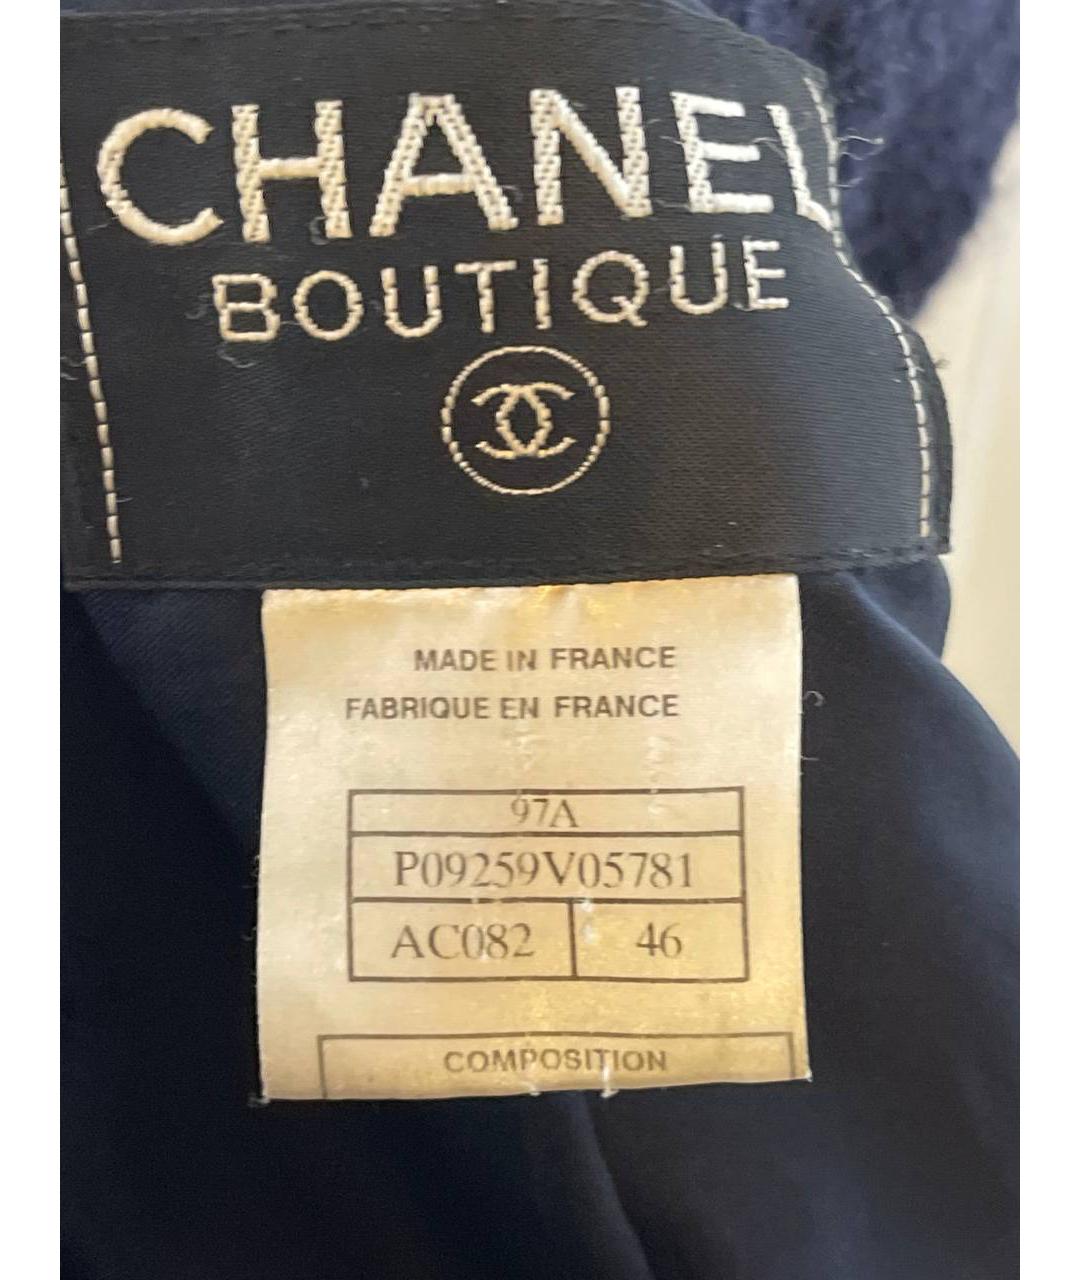 CHANEL
BOUTIQUE
MADE IN FRANCE
FABRIQUE EN FRANCE
97A
P09259V05781
AC082 46
COMPOSITION